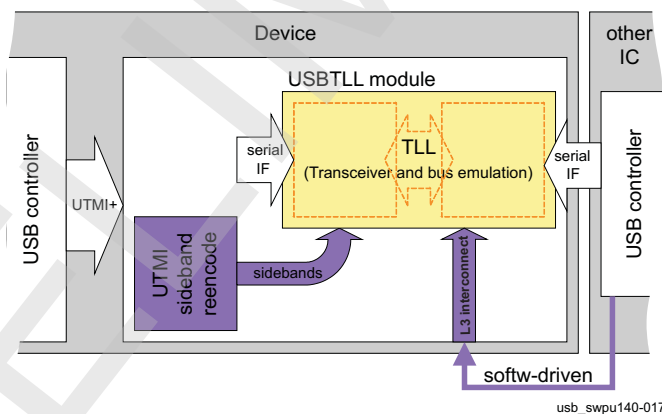 Device
other
IC
USBTLL module
USB controller
UTMI+
serial
IF
TLL
(Transceiver and bus emulation)
serial
IF
USB controller
UTMI
sideband
reencode
sidebands
L3 interconnect
softw-driven
usb_swpu140-017